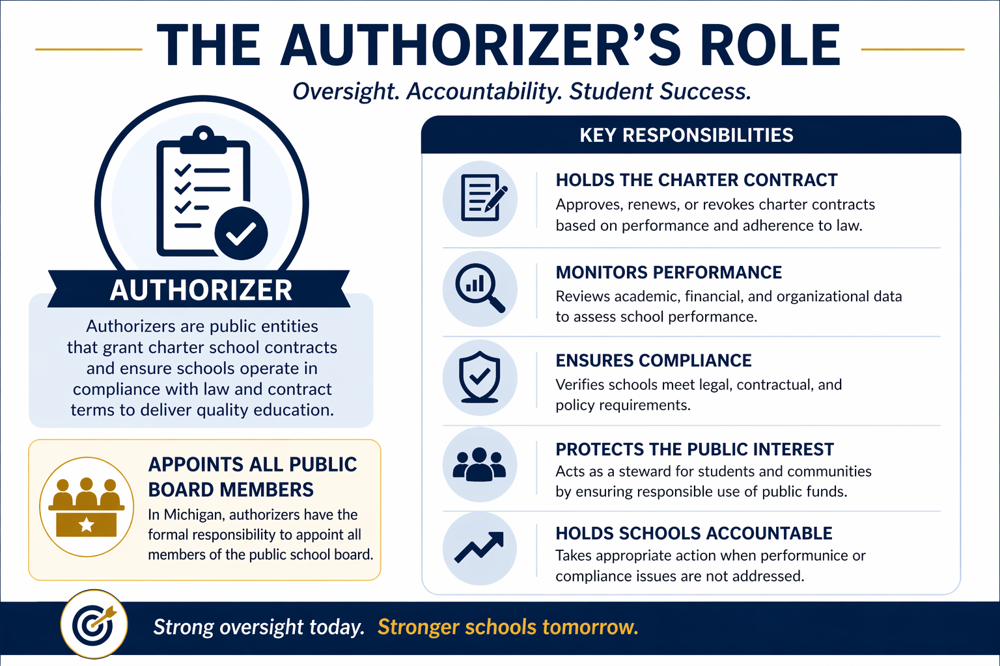 THE AUTHORIZER’S ROLE
Oversight. Accountability. Student Success.
AUTHORIZER
Authorizers are public entities
that grant charter school contracts
and ensure schools operate in
compliance with law and contract
terms to deliver quality education.
APPOINTS ALL PUBLIC
BOARD MEMBERS
In Michigan, authorizers have the
formal responsibility to appoint all
members of the public school board.
KEY RESPONSIBILITIES
HOLDS THE CHARTER CONTRACT
Approves, renews, or revokes charter contracts
based on performance and adherence to law.
MONITORS PERFORMANCE
Reviews academic, financial, and organizational data
to assess school performance.
ENSURES COMPLIANCE
Verifies schools meet legal, contractual, and
policy requirements.
PROTECTS THE PUBLIC INTEREST
Acts as a steward for students and communities
by ensuring responsible use of public funds.
HOLDS SCHOOLS ACCOUNTABLE
Takes appropriate action when performunice or
compliance issues are not addressed.
Strong oversight today. Stronger schools tomorrow.